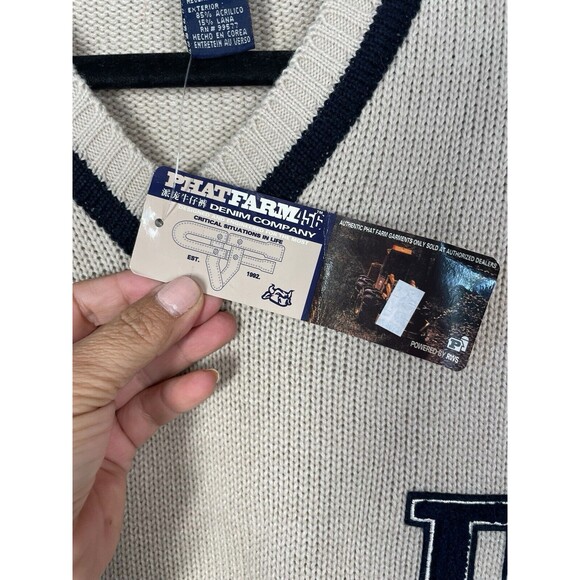 EXTERIOR :
85% ACRILICO
15% LANA
RN# 99577
HECHO EN COREA
ENTRETEIN AU VERSO
PHATFARM456
DENIM COMPANY
CRITICAL SITUATIONS IN LIFE
EST.
1992.
AUTHENTIC PHAT FARM GARMENTS ONLY SOLD AT AUTHORIZED DEALERS
P
POWERED BY RWS